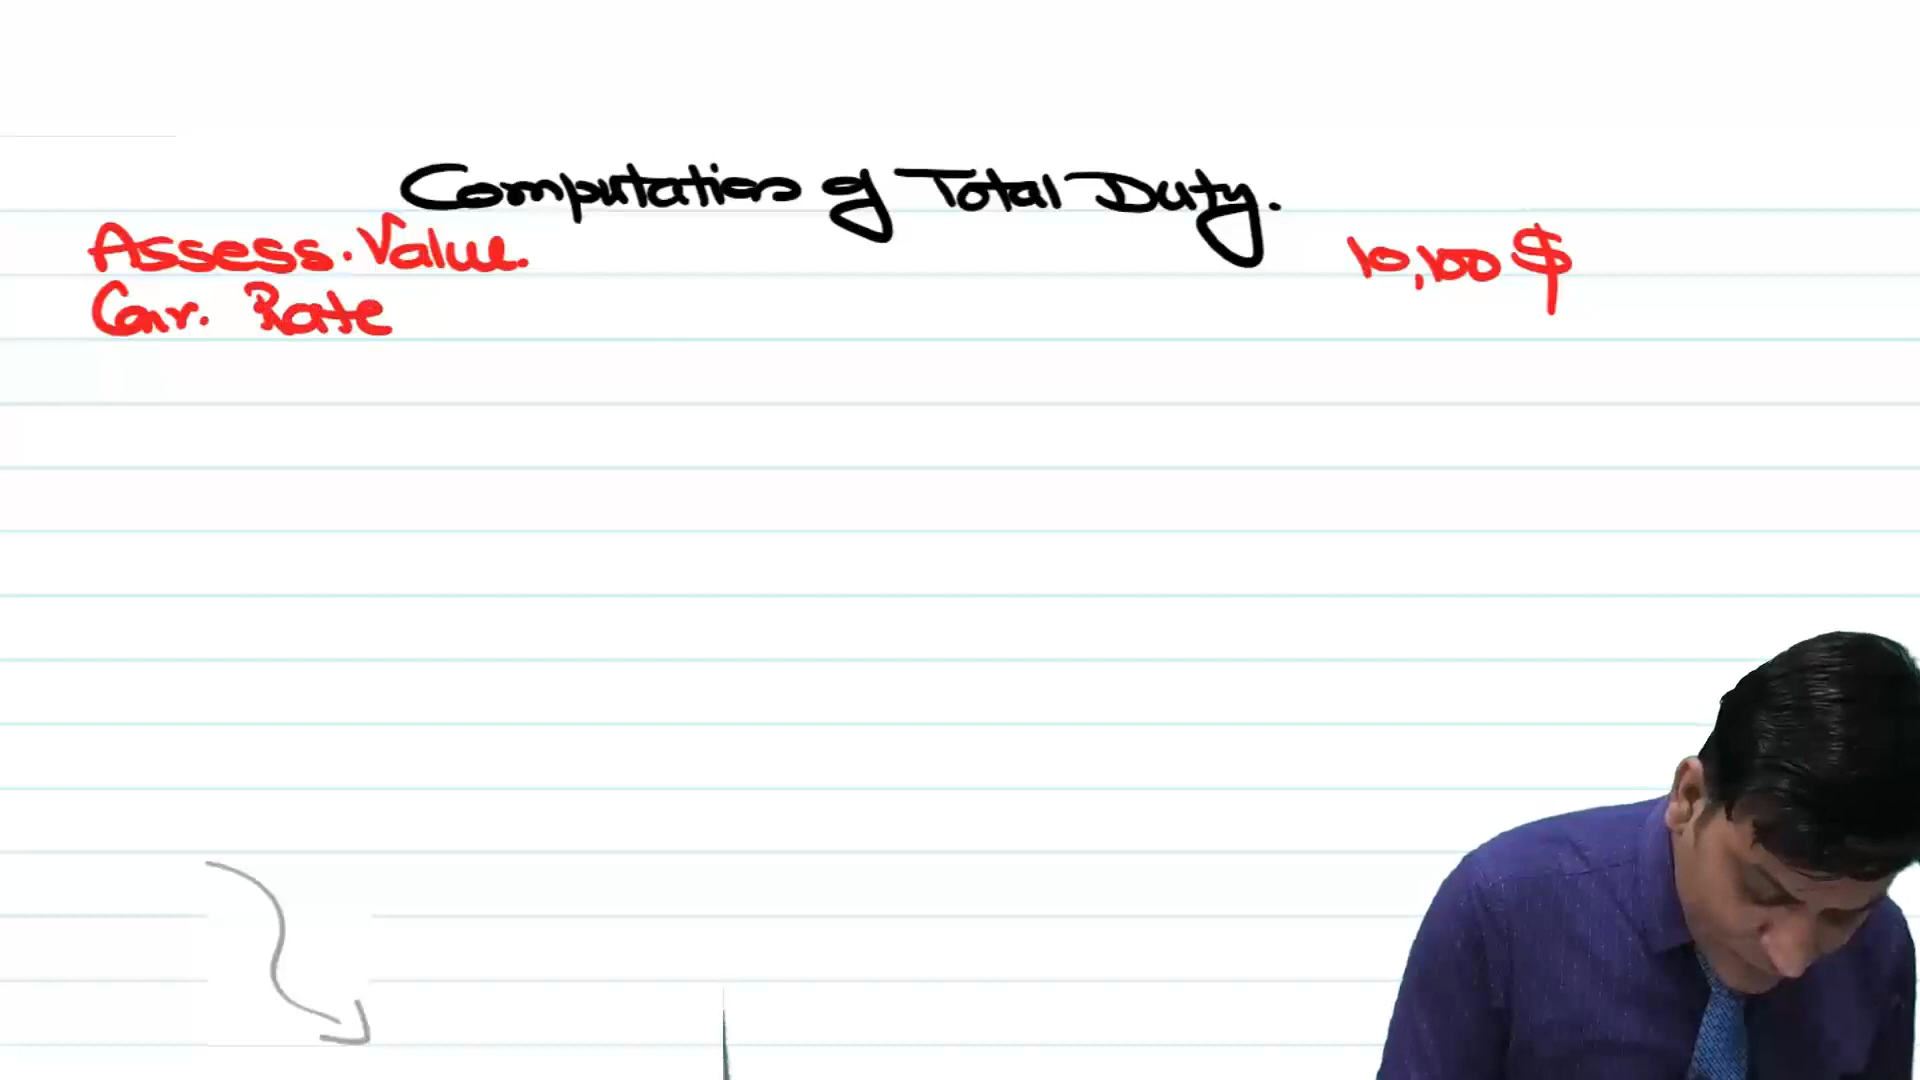 Computation of Total Duty.
Assess. Value. 10,100 $
Conv. Rate